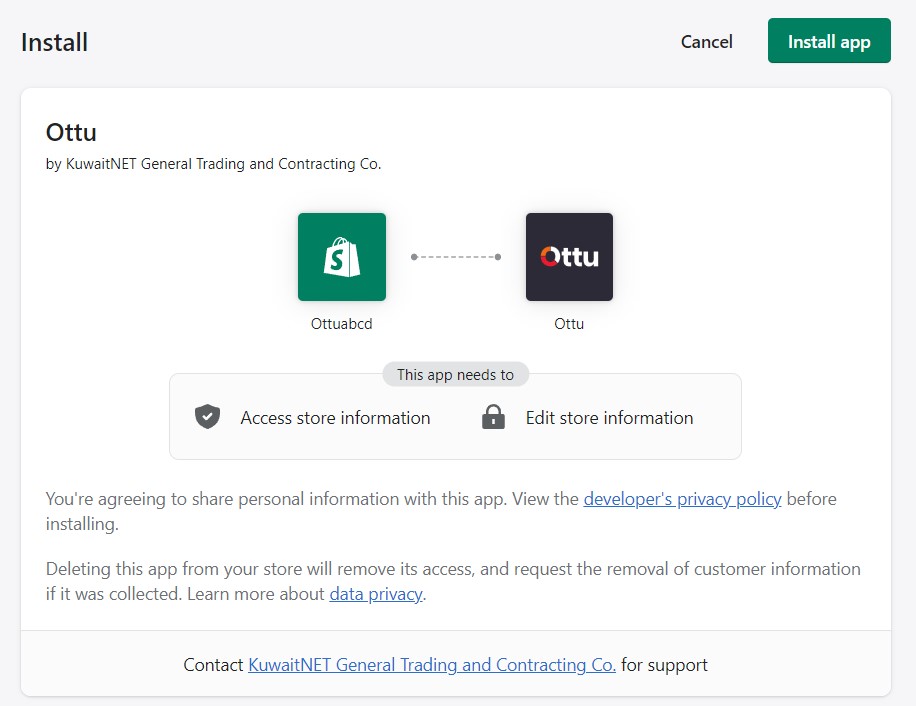 Install
Cancel
Install app
Ottu
by KuwaitNET General Trading and Contracting Co.
S
Ottu
Ottuabcd
Ottu
This app needs to
Access store information
Edit store information
You're agreeing to share personal information with this app. View the developer's privacy policy before
installing.
Deleting this app from your store will remove its access, and request the removal of customer information
if it was collected. Learn more about data privacy.
Contact KuwaitNET General Trading and Contracting Co. for support